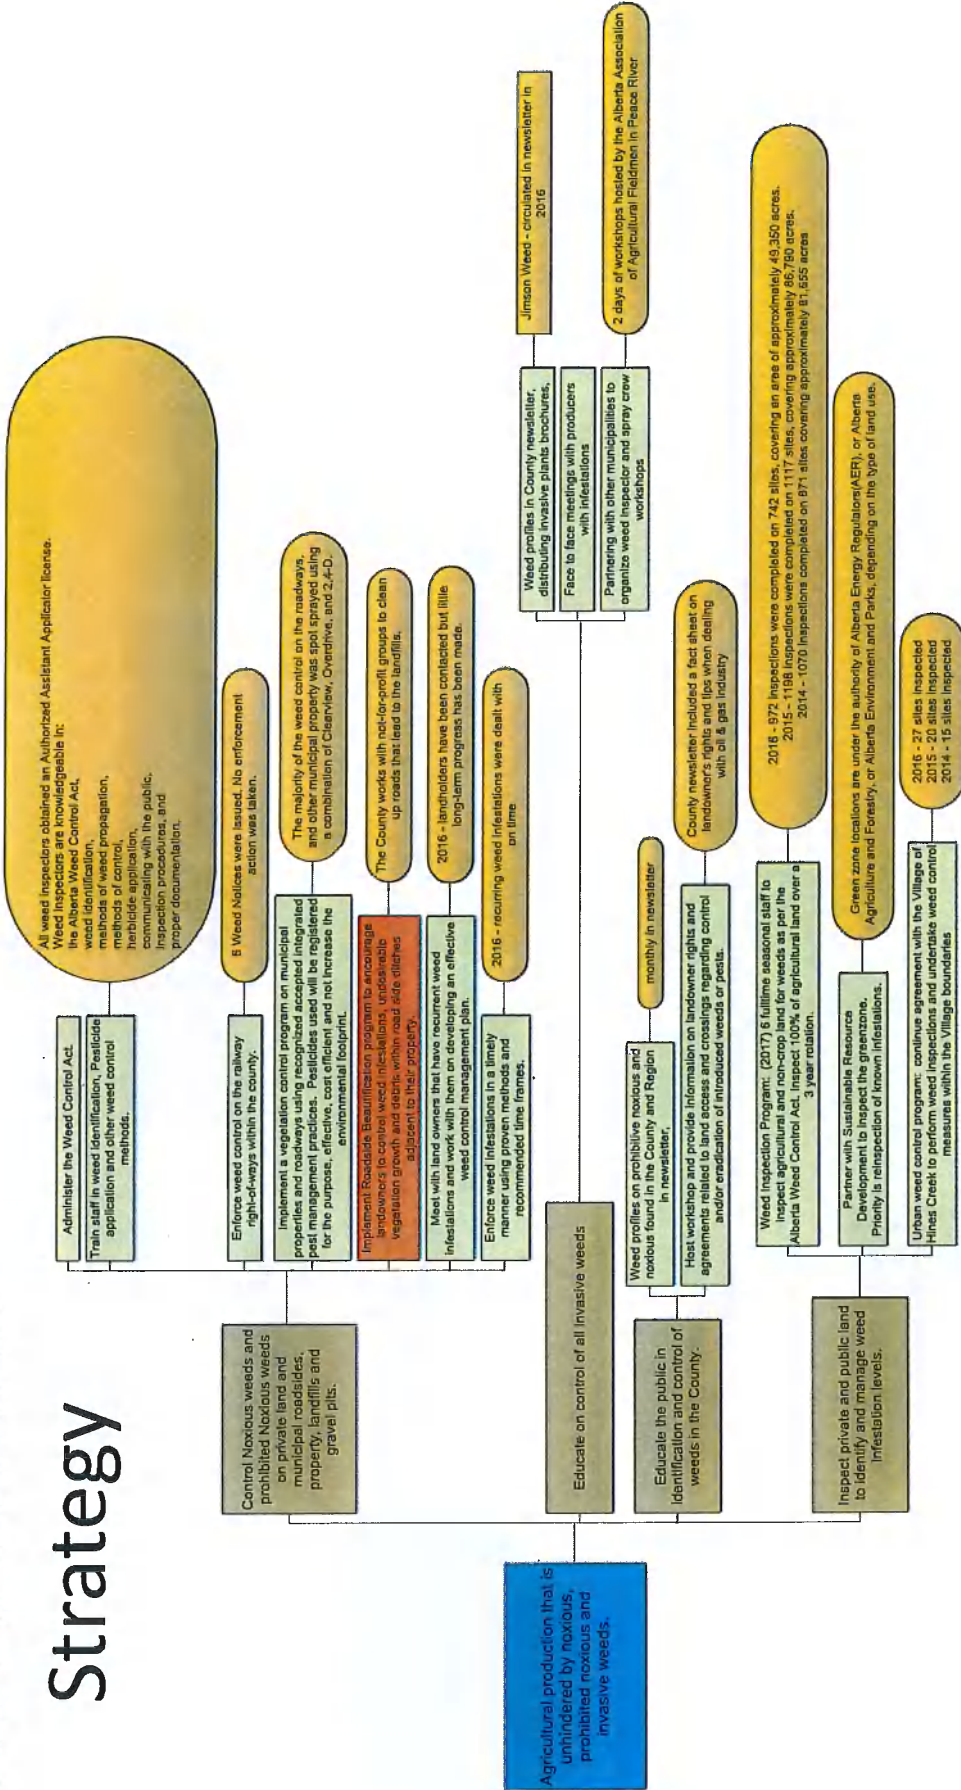 Strategy
Agricultural production that is
unhindered by noxious,
prohibited noxious and
invasive weeds.
Control Noxious weeds and
prohibited Noxious weeds
on private land and
municipal roadsides,
property, landfills and
gravel pits.
Administer the Weed Control Act.
Train staff in weed identification, Pesticide
application and other weed control
methods.
All weed inspectors obtained an Authorized Assistant Applicator license.
Weed Inspectors are knowledgeable in:
the Alberta Weed Control Act,
weed identification,
methods of weed propagation,
methods of control,
herbicide application,
communicating with the public,
Inspection procedures, and
proper documentation.
Enforce weed control on the railway
right-of-ways within the county.
Weed Notices were issued. No enforcement
action was taken.
Implement a vegetation control program on municipal
properties and roadways using recognized accepted integrated
pest management practices. Pesticides used will be registered
for the purpose, effective, cost efficient and not increase the
environmental footprint.
The majority of the weed control on the roadways,
and other municipal property was spot sprayed using
a combination of Clearview, Overdrive, and 2,4-D.
Implement Roadside Beautification program to encourage
landowners to control weed infestations, undesirable
vegetation growth and debris within road side ditches
adjacent to their property.
The County works with not-for-profit groups to clean
up roads that lead to the landfills.
Meet with land owners that have recurrent weed
infestations and work with them on developing an effective
weed control management plan.
2016 - landholders have been contacted but little
long-term progress has been made.
Enforce weed infestations in a timely
manner using proven methods and
recommended time frames.
2016 - recurring weed infestations were dealt with
on time
Educate on control of all invasive weeds
Weed profiles in County newsletter,
distributing invasive plants brochures,
Jimson Weed - circulated in newsletter in
2016
Face to face meetings with producers
with infestations
Partnering with other municipalities to
organize weed inspector and spray crew
workshops
2 days of workshops hosted by the Alberta Association
of Agricultural Fieldmen in Peace River
Educate the public in
identification and control of
weeds in the County.
Weed profiles on prohibitive noxious and
noxious found in the County and Region
in newsletter.
monthly in newsletter
Host workshop and provide information on landowner rights and
agreements related to land access and crossings regarding control
and/or eradication of introduced weeds or pests.
County newsletter included a fact sheet on
landowner's rights and tips when dealing
with oil & gas industry
Inspect private and public land
to identify and manage weed
infestation levels.
Weed Inspection Program: (2017) 6 fulltime seasonal staff to
inspect agricultural and non-crop land for weeds as per the
Alberta Weed Control Act. Inspect 100% of agricultural land over a
3 year rotation.
2016 - 972 Inspections were completed on 742 sites, covering an area of approximately 49,350 acres.
2015 - 1198 Inspections were completed on 1117 sites, covering approximately 86,790 acres.
2014 - 1070 Inspections completed on 871 sites covering approximately 81,655 acres
Partner with Sustainable Resource
Development to inspect the greenzone.
Priority is reinspection of known infestations.
Green zone locations are under the authority of Alberta Energy Regulators(AER), or Alberta
Agriculture and Forestry, or Alberta Environment and Parks, depending on the type of land use.
Urban weed control program: continue agreement with the Village of
Hines Creek to perform weed inspections and undertake weed control
measures within the Village boundaries
2016 - 27 sites inspected
2015 - 20 sites inspected
2014 - 15 sites inspected